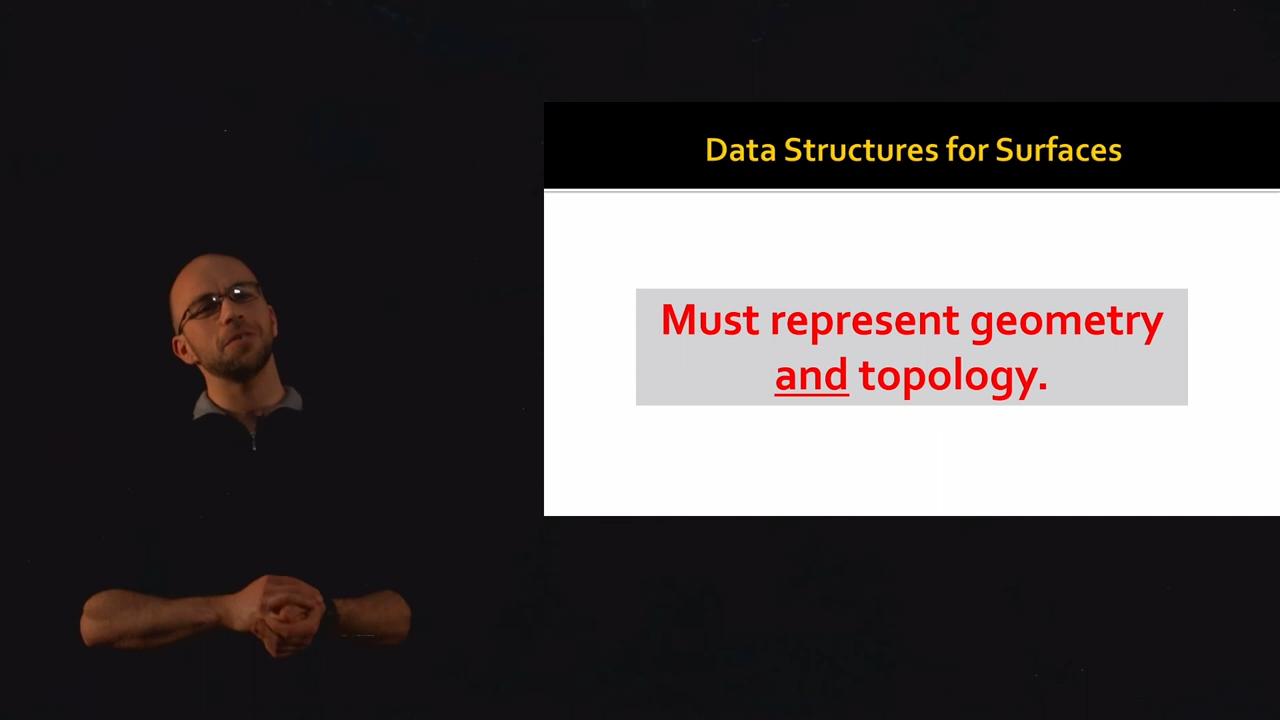 Data Structures for Surfaces
Must represent geometry
and topology.